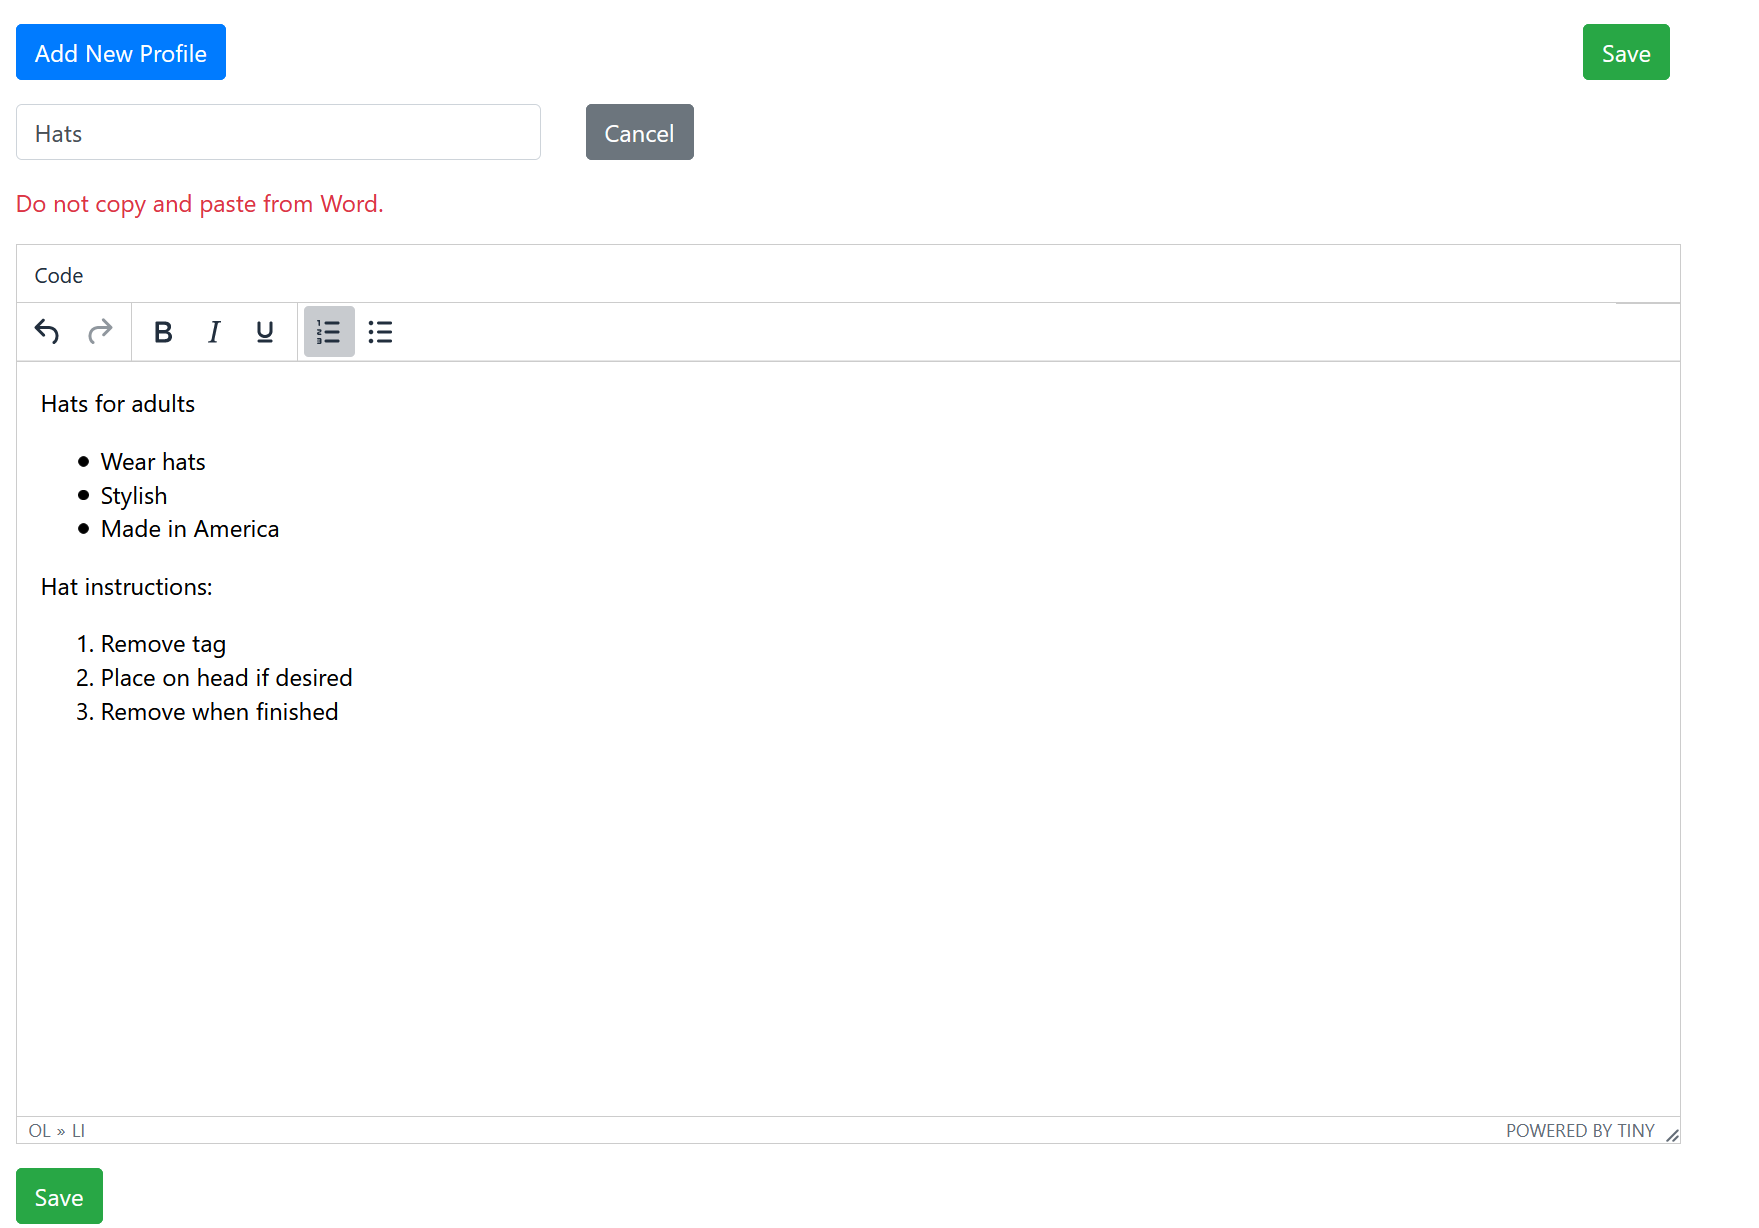 Add New Profile Save
Hats Cancel
Do not copy and paste from Word.
Code
B I U
Hats for adults
• Wear hats
• Stylish
• Made in America
Hat instructions:
1. Remove tag
2. Place on head if desired
3. Remove when finished
OL » LI POWERED BY TINY
Save